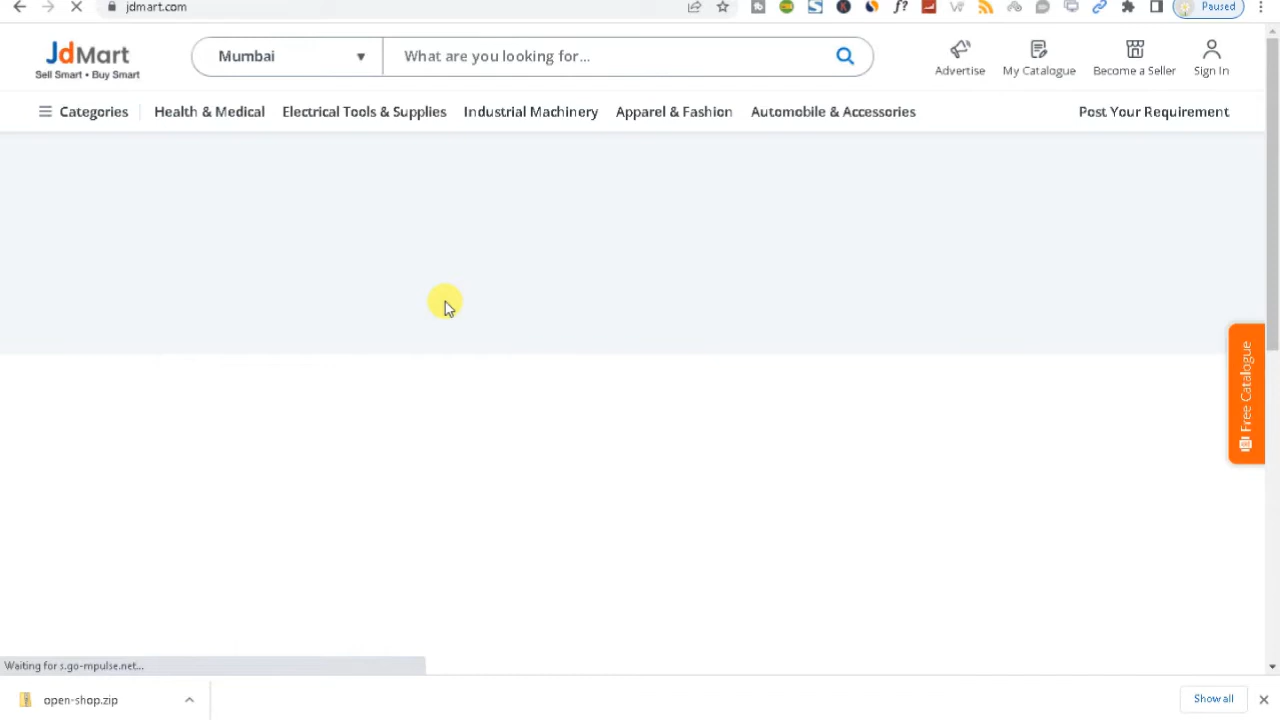 jdmart.com
Paused
JdMart
Sell Smart • Buy Smart
Mumbai
What are you looking for...
Advertise
My Catalogue
Become a Seller
Sign In
Categories
Health & Medical
Electrical Tools & Supplies
Industrial Machinery
Apparel & Fashion
Automobile & Accessories
Post Your Requirement
Free Catalogue
Waiting for s.go-mpulse.net...
open-shop.zip
Show all